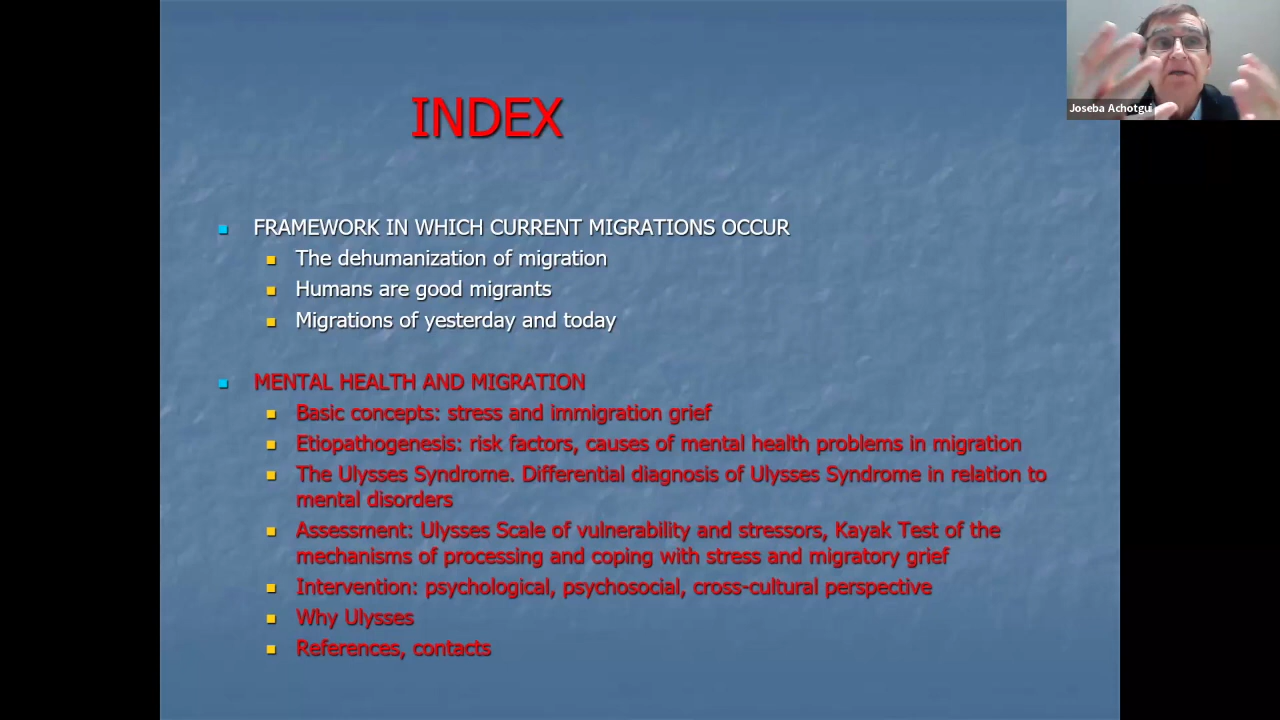 INDEX
FRAMEWORK IN WHICH CURRENT MIGRATIONS OCCUR
The dehumanization of migration
Humans are good migrants
Migrations of yesterday and today
MENTAL HEALTH AND MIGRATION
Basic concepts: stress and immigration grief
Etiopathogenesis: risk factors, causes of mental health problems in migration
The Ulysses Syndrome. Differential diagnosis of Ulysses Syndrome in relation to
mental disorders
Assessment: Ulysses Scale of vulnerability and stressors, Kayak Test of the
mechanisms of processing and coping with stress and migratory grief
Intervention: psychological, psychosocial, cross-cultural perspective
Why Ulysses
References, contacts
Joseba Achotgui